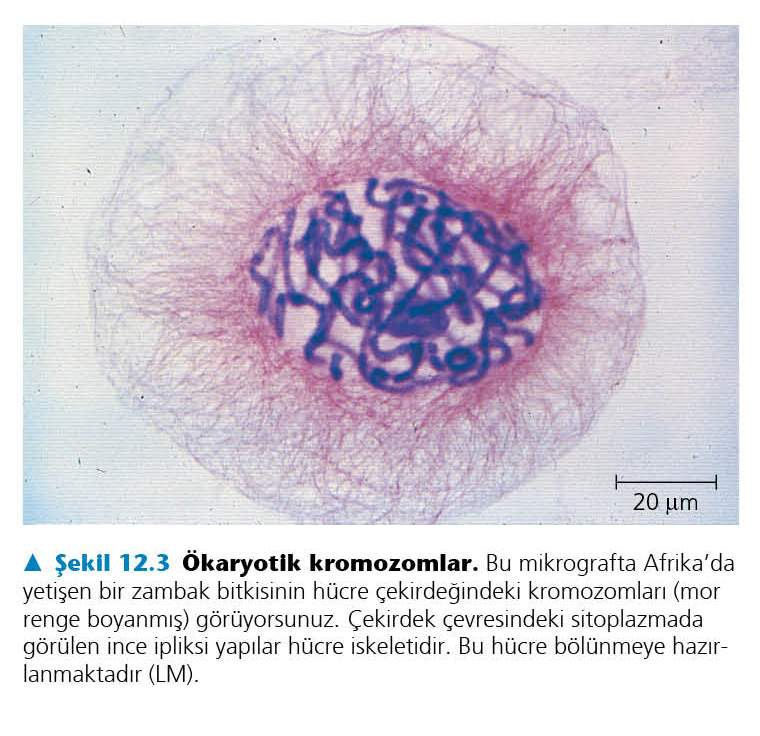 20 µm
▲ Şekil 12.3 Ökaryotik kromozomlar. Bu mikrografta Afrika’da
yetişen bir zambak bitkisinin hücre çekirdeğindeki kromozomları (mor
renge boyanmış) görüyorsunuz. Çekirdek çevresindeki sitoplazmada
görülen ince ipliksi yapılar hücre iskeletidir. Bu hücre bölünmeye hazır-
lanmaktadır (LM).